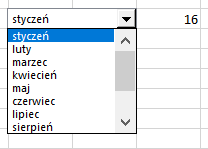 styczeń 16
styczeń
luty
marzec
kwiecień
maj
czerwiec
lipiec
sierpień